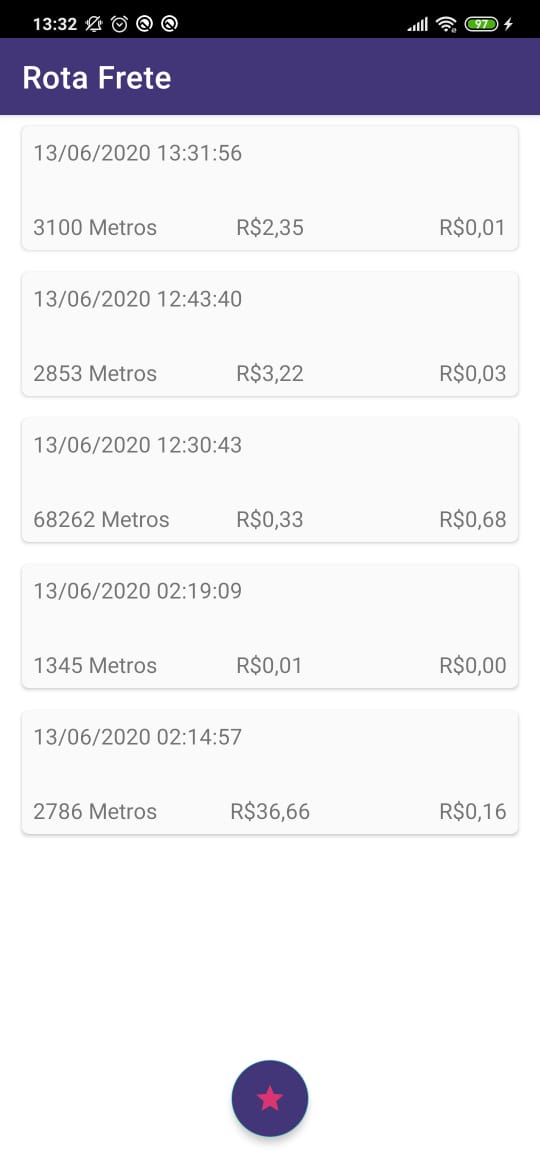 13:32 97
Rota Frete
13/06/2020 13:31:56
3100 Metros R$2,35 R$0,01
13/06/2020 12:43:40
2853 Metros R$3,22 R$0,03
13/06/2020 12:30:43
68262 Metros R$0,33 R$0,68
13/06/2020 02:19:09
1345 Metros R$0,01 R$0,00
13/06/2020 02:14:57
2786 Metros R$36,66 R$0,16